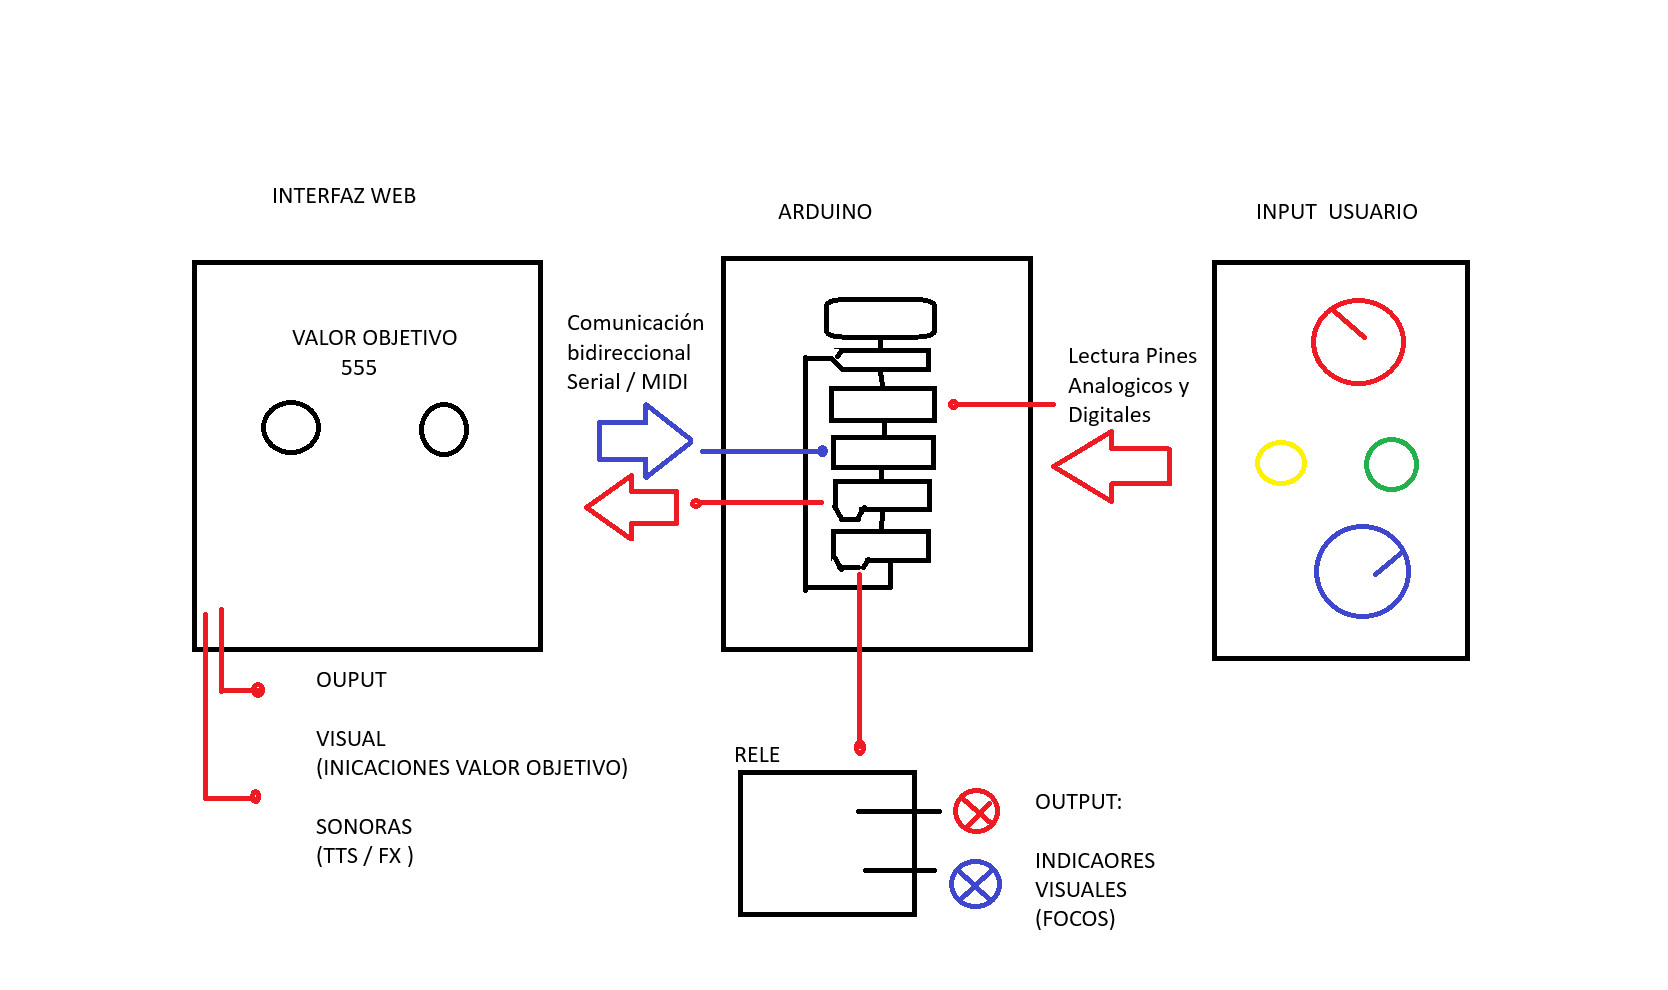 INTERFAZ WEB
ARDUINO
INPUT  USUARIO
VALOR OBJETIVO
555
Comunicación
bidireccional
Serial / MIDI
Lectura Pines
Analogicos y
Digitales
OUPUT
VISUAL
(INICACIONES VALOR OBJETIVO)
SONORAS
(TTS / FX )
RELE
OUTPUT:
INDICAORES
VISUALES
(FOCOS)